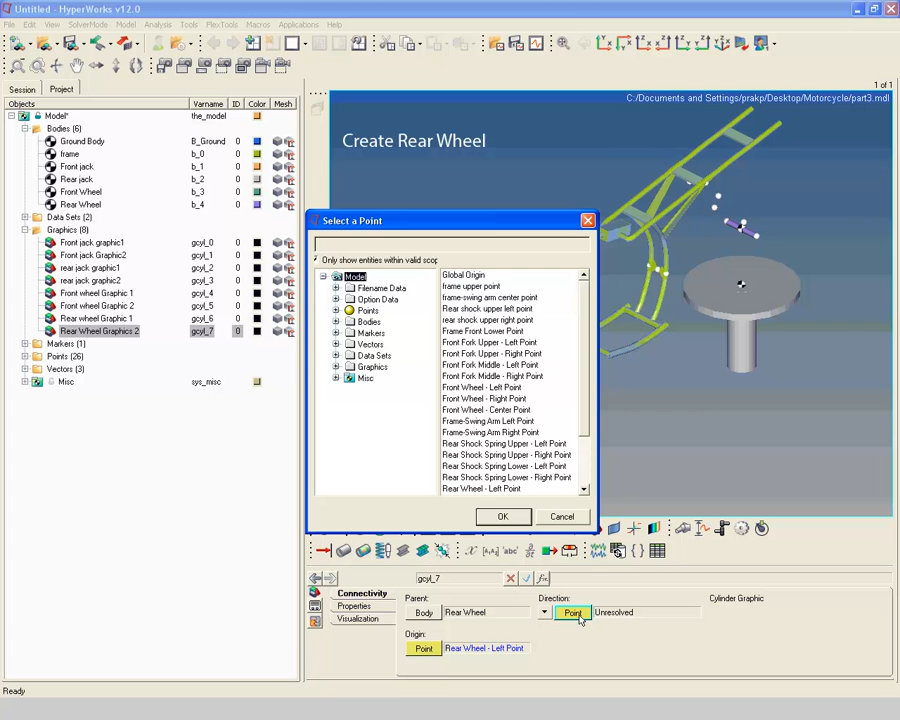 Untitled - HyperWorks v12.0
File Edit View SolverMode Model Analysis Tools FlexTools Macros Applications Help
Session Project
1 of 1
Objects Varname ID Color Mesh
C:/Documents and Settings/prakp/Desktop/Motorcycle/part3.mdl
Model* the_model
Bodies (6)
Ground Body B_Ground 0
frame b_0 0
Front jack b_1 0
Rear jack b_2 0
Front Wheel b_3 0
Rear Wheel b_4 0
Data Sets (2)
Graphics (8)
Front jack graphic1 gcyl_0 0
Front jack Graphic2 gcyl_1 0
rear jack graphic1 gcyl_2 0
rear jack graphic2 gcyl_3 0
Front wheel Graphic 1 gcyl_4 0
Front wheel Graphic 2 gcyl_5 0
Rear wheel Graphic 1 gcyl_6 0
Rear Wheel Graphics 2 gcyl_7 0
Markers (1)
Points (26)
Vectors (3)
Misc sys_misc
Create Rear Wheel
Select a Point
Only show entities within valid scop
Model
Filename Data
Option Data
Points
Bodies
Markers
Vectors
Data Sets
Graphics
Misc
Global Origin
frame upper point
frame-swing arm center point
Rear shock upper left point
rear shock upper right point
Frame Front Lower Point
Front Fork Upper - Left Point
Front Fork Upper - Right Point
Front Fork Middle - Left Point
Front Fork Middle - Right Point
Front Wheel - Left Point
Front Wheel - Right Point
Front Wheel - Center Point
Frame-Swing Arm Left Point
Frame-Swing Arm Right Point
Rear Shock Spring Upper - Left Point
Rear Shock Spring Upper - Right Point
Rear Shock Spring Lower - Left Point
Rear Shock Spring Lower - Right Point
Rear Wheel - Left Point
OK Cancel
gcyl_7
Connectivity
Properties
Visualization
Parent:
Body Rear Wheel
Direction:
Point Unresolved
Cylinder Graphic
Origin:
Point Rear Wheel - Left Point
Ready